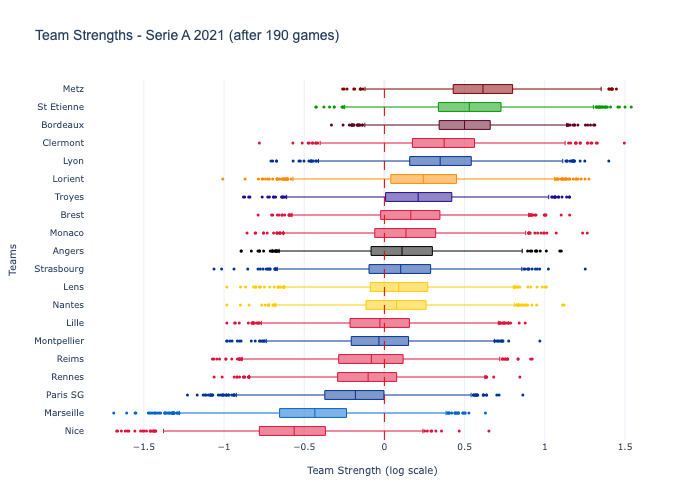 Team Strengths - Serie A 2021 (after 190 games)
Metz
St Etienne
Bordeaux
Clermont
Lyon
Lorient
Troyes
Brest
Monaco
Angers
Strasbourg
Lens
Nantes
Lille
Montpellier
Reims
Rennes
Paris SG
Marseille
Nice
Teams
−1.5 −1 −0.5 0 0.5 1 1.5
Team Strength (log scale)